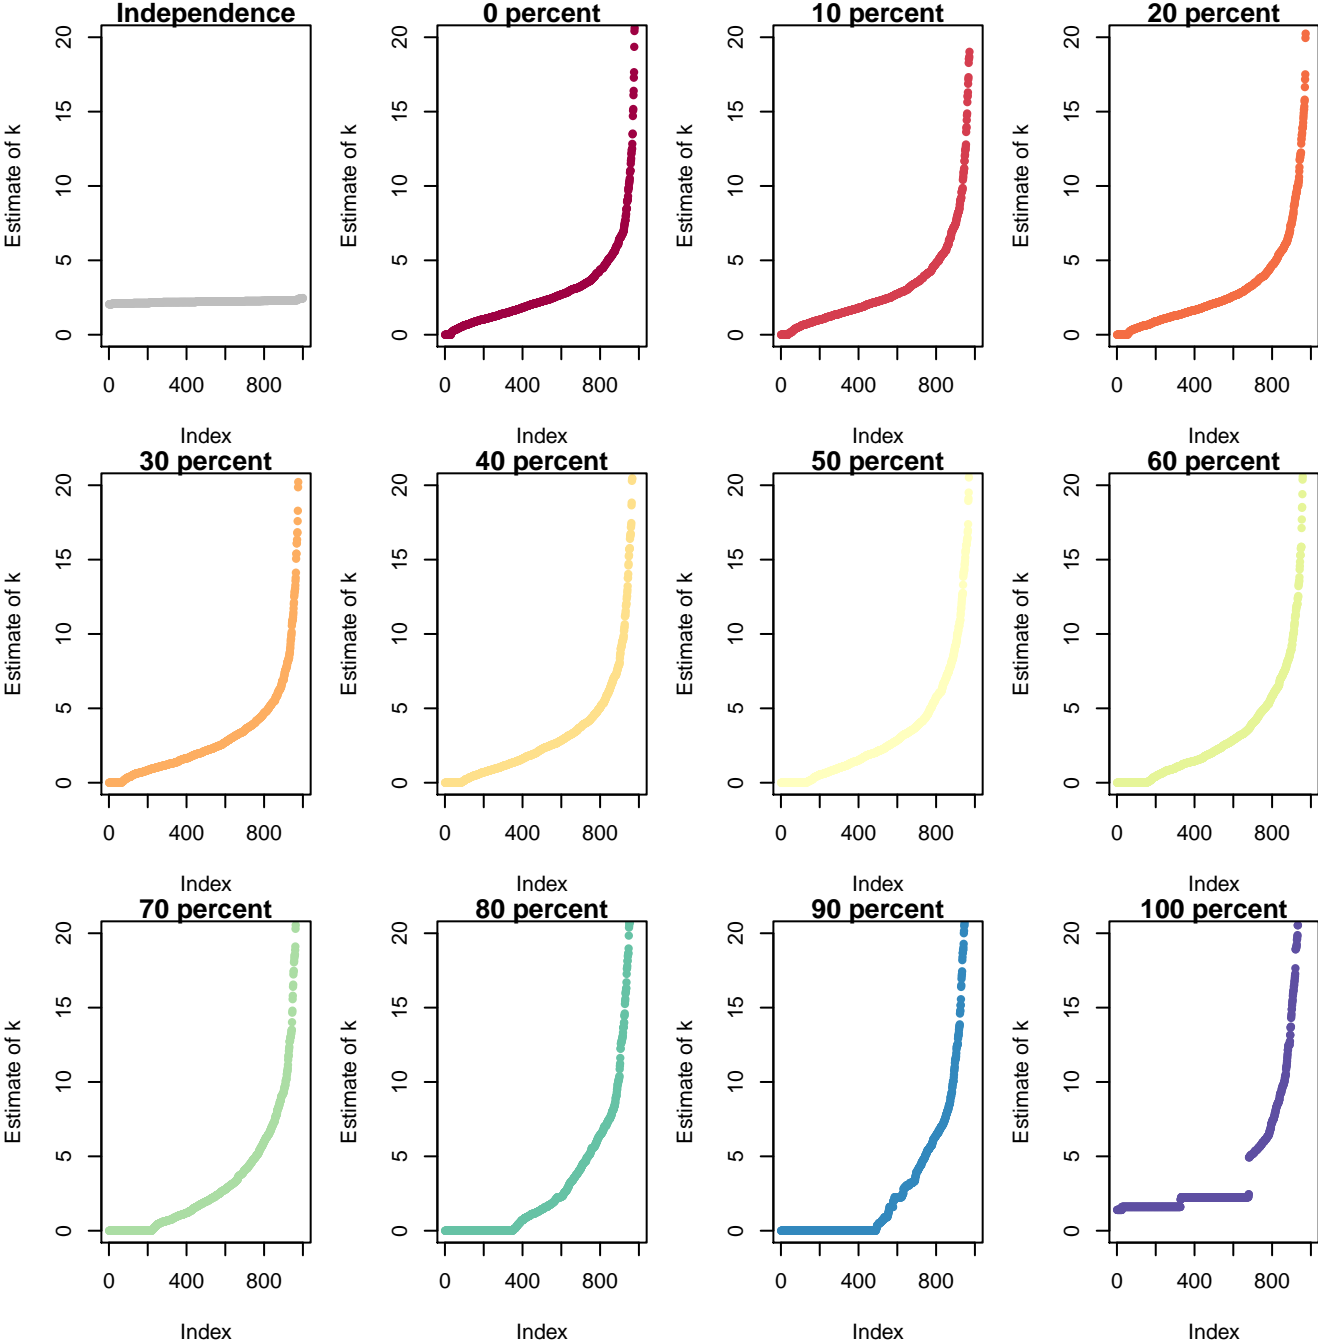 Independence
0 percent
10 percent
20 percent
Estimate of k
0 5 10 15 20
0 400 800
Index
Estimate of k
0 5 10 15 20
0 400 800
Index
Estimate of k
0 5 10 15 20
0 400 800
Index
Estimate of k
0 5 10 15 20
0 400 800
Index
30 percent
40 percent
50 percent
60 percent
Estimate of k
0 5 10 15 20
0 400 800
Index
Estimate of k
0 5 10 15 20
0 400 800
Index
Estimate of k
0 5 10 15 20
0 400 800
Index
Estimate of k
0 5 10 15 20
0 400 800
Index
70 percent
80 percent
90 percent
100 percent
Estimate of k
0 5 10 15 20
0 400 800
Index
Estimate of k
0 5 10 15 20
0 400 800
Index
Estimate of k
0 5 10 15 20
0 400 800
Index
Estimate of k
0 5 10 15 20
0 400 800
Index